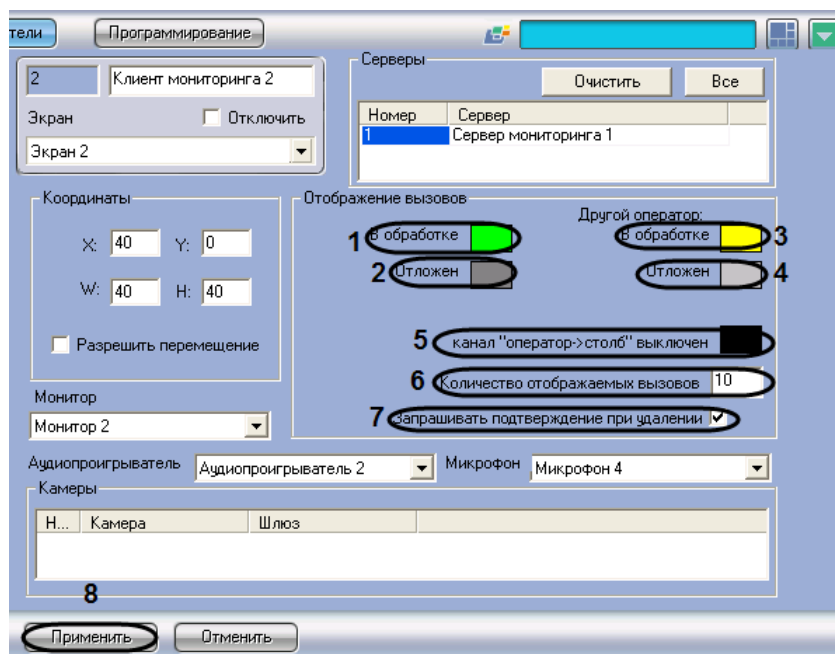 тели
Программирование
2
Клиент мониторинга 2
Экран
Отключить
Экран 2
Серверы
Очистить
Все
Номер
Сервер
1
Сервер мониторинга 1
Координаты
X: 40 Y: 0
W: 40 H: 40
Разрешить перемещение
Монитор
Монитор 2
Отображение вызовов
Другой оператор:
1 В обработке
В обработке 3
2 Отложен
Отложен 4
5 канал "оператор->столб" выключен
6 Количество отображаемых вызовов 10
7 Запрашивать подтверждение при удалении
Аудиопроигрыватель
Аудиопроигрыватель 2
Микрофон
Микрофон 4
Камеры
Н...
Камера
Шлюз
8
Применить
Отменить